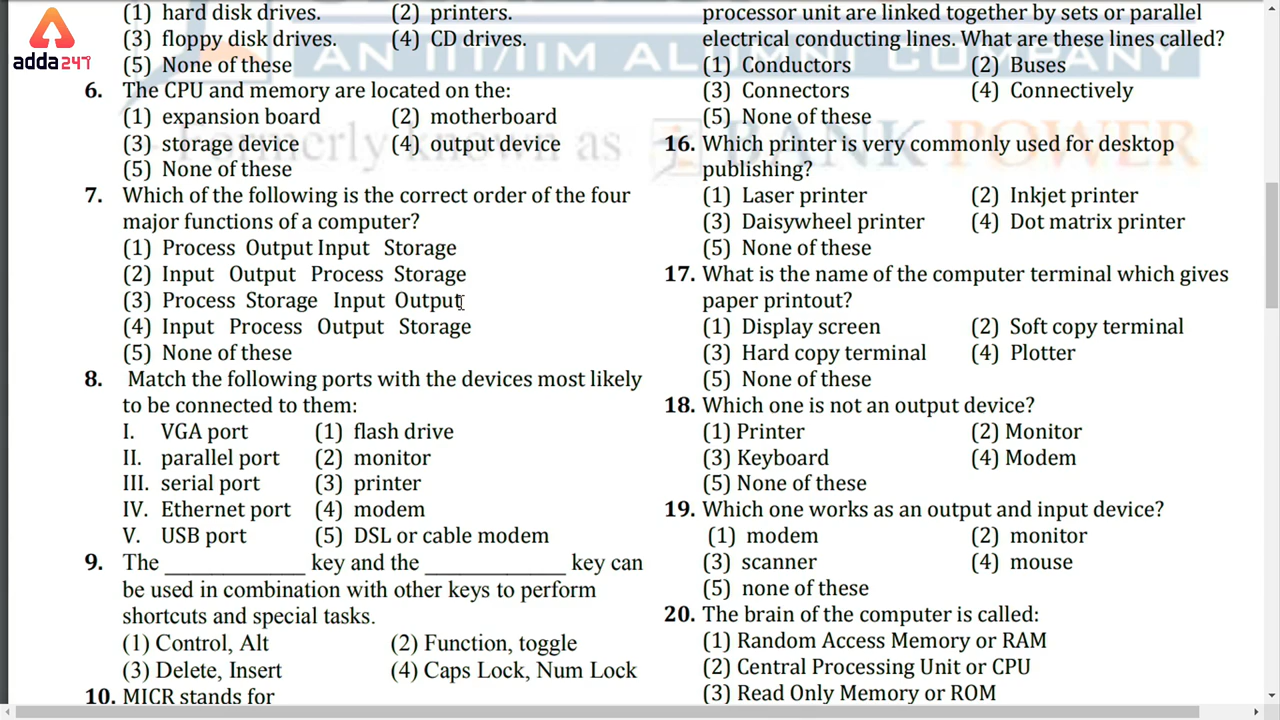 adda247
(1) hard disk drives. (2) printers.
(3) floppy disk drives. (4) CD drives.
(5) None of these
6. The CPU and memory are located on the:
(1) expansion board (2) motherboard
(3) storage device (4) output device
(5) None of these
7. Which of the following is the correct order of the four
major functions of a computer?
(1) Process Output Input Storage
(2) Input Output Process Storage
(3) Process Storage Input Output
(4) Input Process Output Storage
(5) None of these
8. Match the following ports with the devices most likely
to be connected to them:
I. VGA port (1) flash drive
II. parallel port (2) monitor
III. serial port (3) printer
IV. Ethernet port (4) modem
V. USB port (5) DSL or cable modem
9. The _____________ key and the _____________ key can
be used in combination with other keys to perform
shortcuts and special tasks.
(1) Control, Alt (2) Function, toggle
(3) Delete, Insert (4) Caps Lock, Num Lock
10. MICR stands for
processor unit are linked together by sets or parallel
electrical conducting lines. What are these lines called?
(1) Conductors (2) Buses
(3) Connectors (4) Connectively
(5) None of these
16. Which printer is very commonly used for desktop
publishing?
(1) Laser printer (2) Inkjet printer
(3) Daisywheel printer (4) Dot matrix printer
(5) None of these
17. What is the name of the computer terminal which gives
paper printout?
(1) Display screen (2) Soft copy terminal
(3) Hard copy terminal (4) Plotter
(5) None of these
18. Which one is not an output device?
(1) Printer (2) Monitor
(3) Keyboard (4) Modem
(5) None of these
19. Which one works as an output and input device?
(1) modem (2) monitor
(3) scanner (4) mouse
(5) none of these
20. The brain of the computer is called:
(1) Random Access Memory or RAM
(2) Central Processing Unit or CPU
(3) Read Only Memory or ROM
AN IIT/IIM ALUMNI COMPANY
Formerly known as BANK POWER